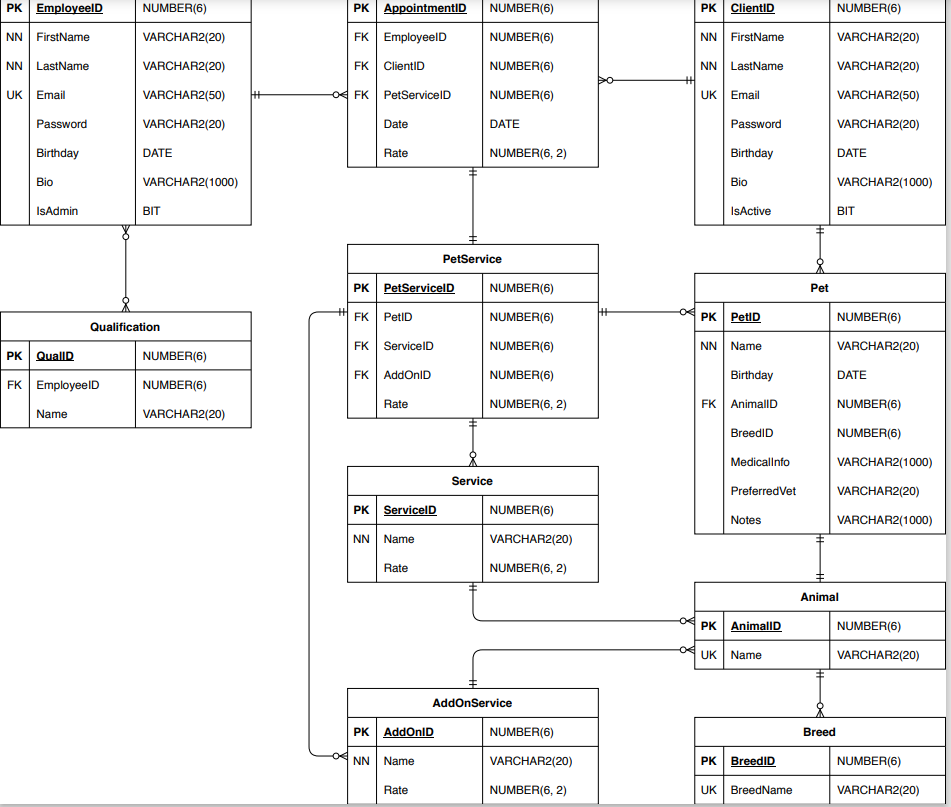 PK EmployeeID NUMBER(6)
NN FirstName VARCHAR2(20)
NN LastName VARCHAR2(20)
UK Email VARCHAR2(50)
Password VARCHAR2(20)
Birthday DATE
Bio VARCHAR2(1000)
IsAdmin BIT
PK AppointmentID NUMBER(6)
FK EmployeeID NUMBER(6)
FK ClientID NUMBER(6)
FK PetServiceID NUMBER(6)
Date DATE
Rate NUMBER(6, 2)
PK ClientID NUMBER(6)
NN FirstName VARCHAR2(20)
NN LastName VARCHAR2(20)
UK Email VARCHAR2(50)
Password VARCHAR2(20)
Birthday DATE
Bio VARCHAR2(1000)
IsActive BIT
Qualification
PK QualID NUMBER(6)
FK EmployeeID NUMBER(6)
Name VARCHAR2(20)
PetService
PK PetServiceID NUMBER(6)
FK PetID NUMBER(6)
FK ServiceID NUMBER(6)
FK AddOnID NUMBER(6)
Rate NUMBER(6, 2)
Pet
PK PetID NUMBER(6)
NN Name VARCHAR2(20)
Birthday DATE
FK AnimalID NUMBER(6)
BreedID NUMBER(6)
MedicalInfo VARCHAR2(1000)
PreferredVet VARCHAR2(20)
Notes VARCHAR2(1000)
Service
PK ServiceID NUMBER(6)
NN Name VARCHAR2(20)
Rate NUMBER(6, 2)
Animal
PK AnimalID NUMBER(6)
UK Name VARCHAR2(20)
AddOnService
PK AddOnID NUMBER(6)
NN Name VARCHAR2(20)
Rate NUMBER(6, 2)
Breed
PK BreedID NUMBER(6)
UK BreedName VARCHAR2(20)